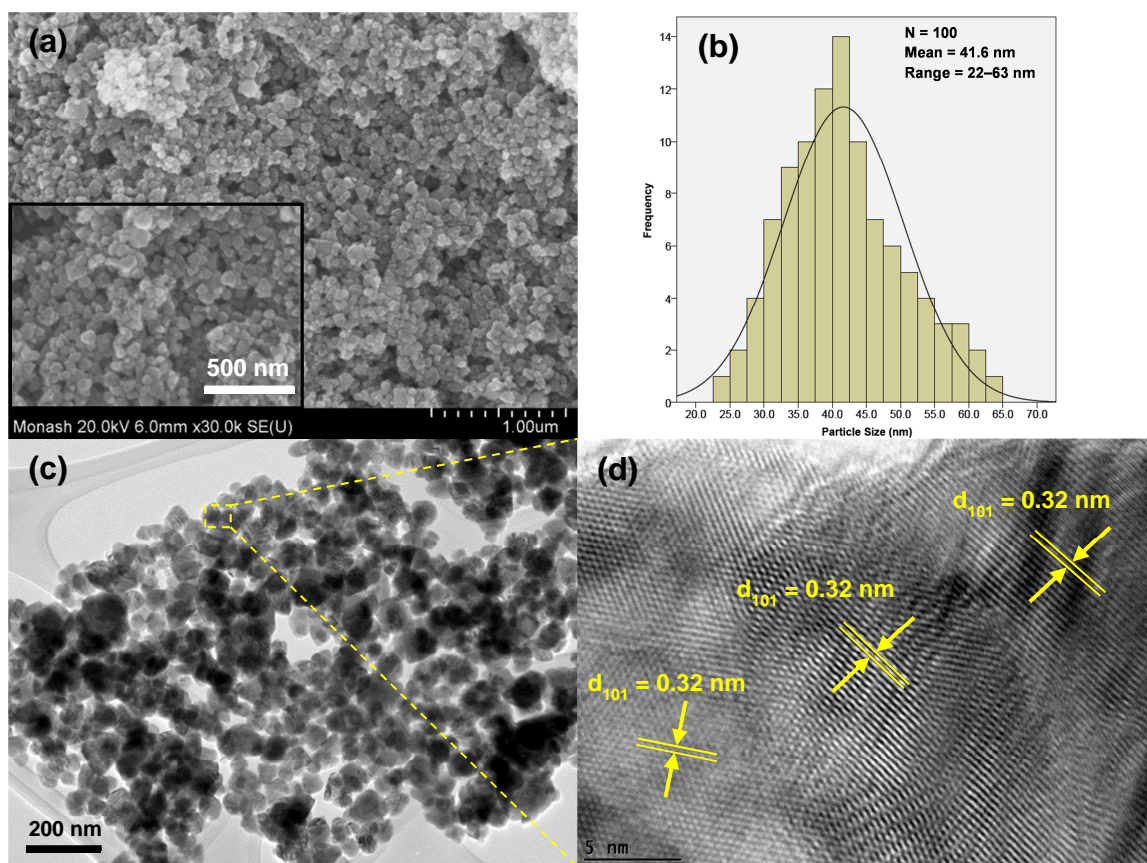 (a)
500 nm
Monash 20.0kV 6.0mm x30.0k SE(U)
1.00um
(b)
N = 100
Mean = 41.6 nm
Range = 22–63 nm
Frequency
14
12
10
8
6
4
2
0
20.0 25.0 30.0 35.0 40.0 45.0 50.0 55.0 60.0 65.0 70.0
Particle Size (nm)
(c)
200 nm
(d)
d101 = 0.32 nm
d101 = 0.32 nm
d101 = 0.32 nm
5 nm